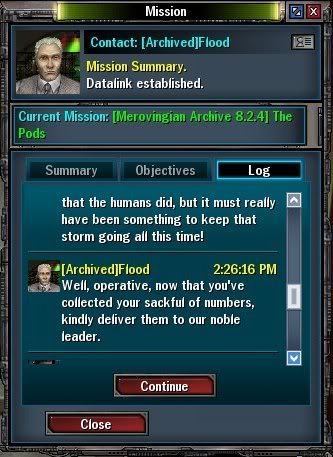 Mission
Contact: [Archived]Flood
Mission Summary.
Datalink established.
Current Mission: [Merovingian Archive 8.2.4] The
Pods
Summary Objectives Log
that the humans did, but it must really
have been something to keep that
storm going all this time!
[Archived]Flood 2:26:16 PM
Well, operative, now that you've
collected your sackful of numbers,
kindly deliver them to our noble
leader.
Continue
Close